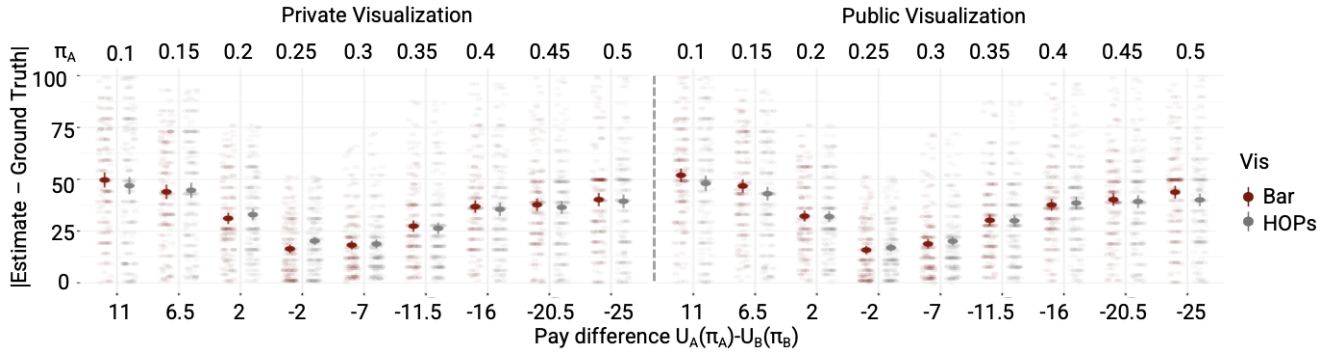 Private Visualization Public Visualization
πA 0.1 0.15 0.2 0.25 0.3 0.35 0.4 0.45 0.5 0.1 0.15 0.2 0.25 0.3 0.35 0.4 0.45 0.5
|Estimate − Ground Truth|
100
75
50
25
0
Vis
Bar
HOPs
11 6.5 2 -2 -7 -11.5 -16 -20.5 -25 11 6.5 2 -2 -7 -11.5 -16 -20.5 -25
Pay difference UA(πA)-UB(πB)